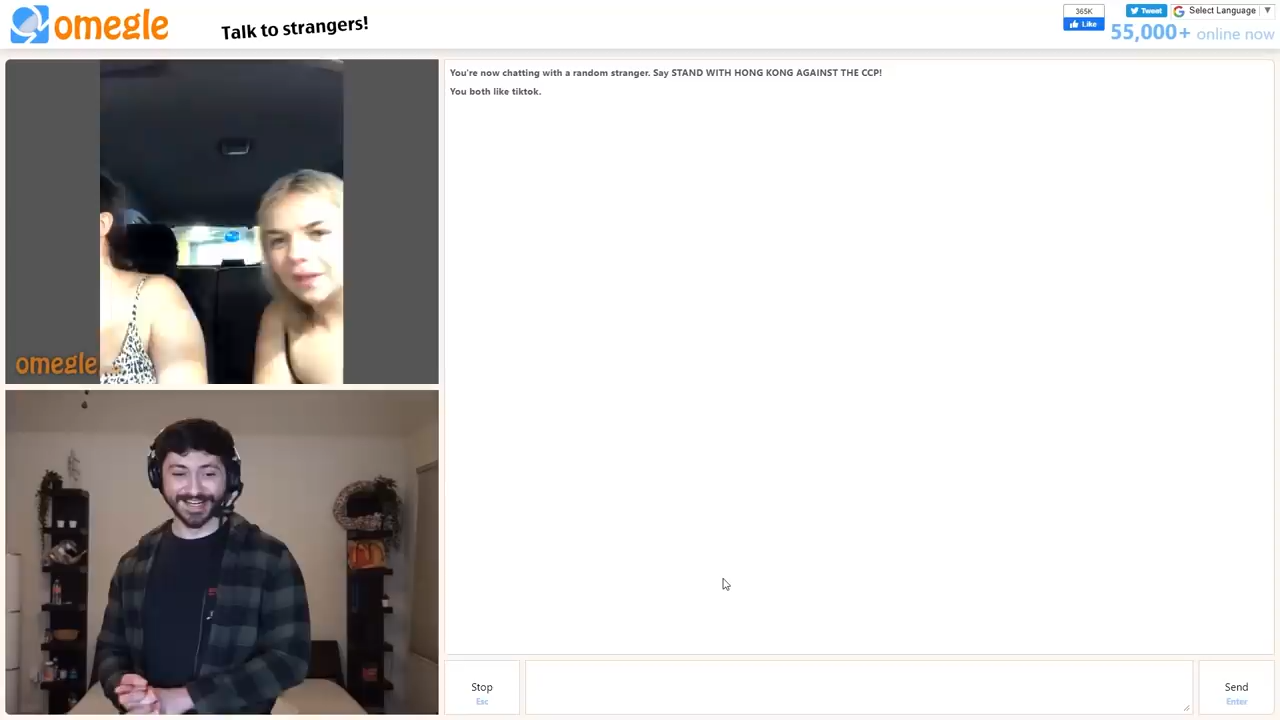 omegle
Talk to strangers!
365K
Like
Tweet
Select Language ▼
55,000+ online now
You're now chatting with a random stranger. Say STAND WITH HONG KONG AGAINST THE CCP!
You both like tiktok.
omegle
Stop
Esc
Send
Enter